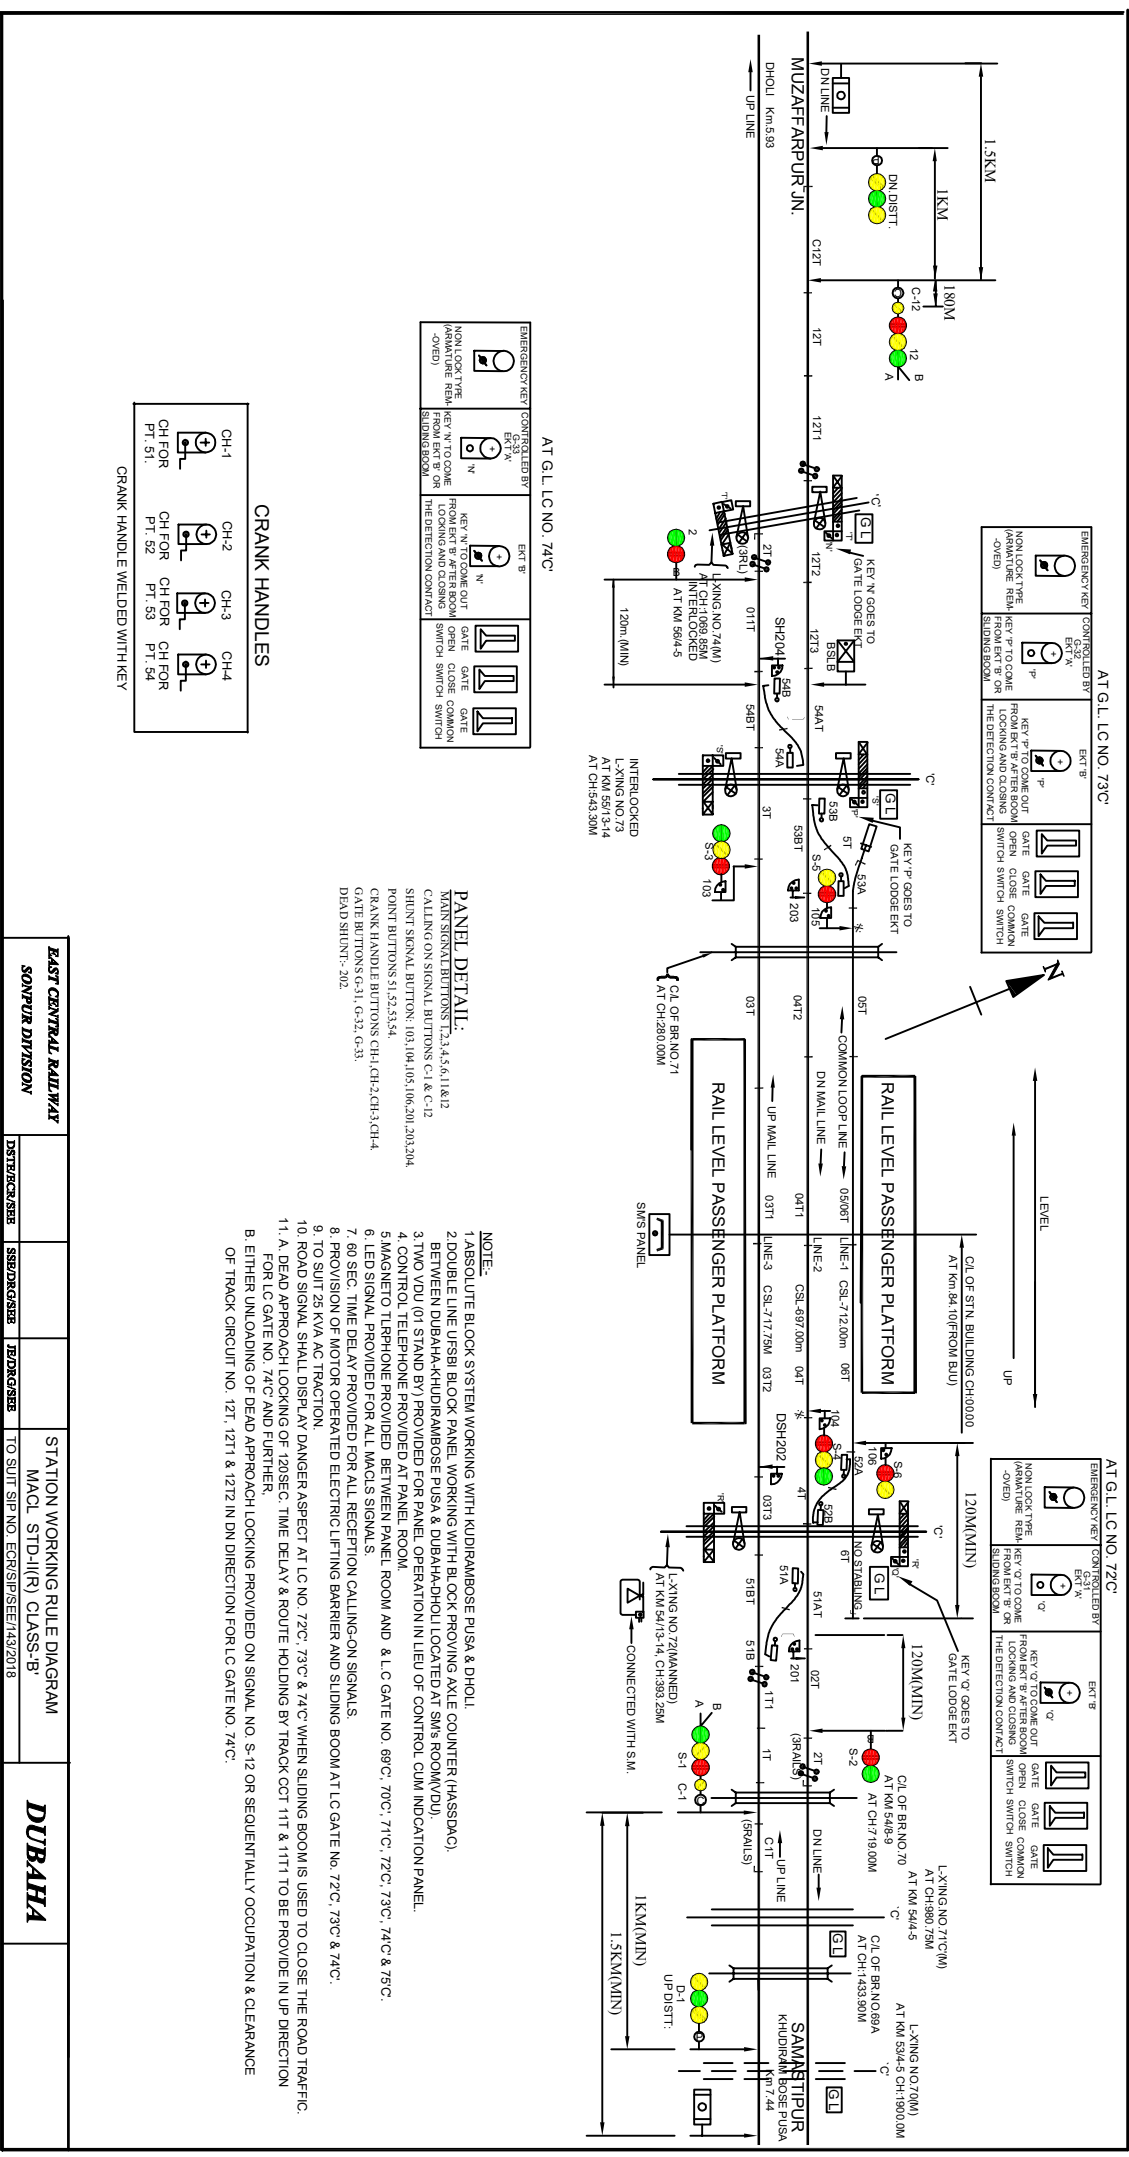 MUZAFFARPUR JN.
DHOLI Km.5.93
UP LINE
DN LINE
1.5KM
1KM
180M
DN.DISTT.
C-12
12
A
B
C12T
12T
12T1
12T2
12T3
'C'
GL
KEY 'N' GOES TO
GATE LODGE EKT
BSLB
(3RL)
2T
L-XING NO.74(M)
AT CH:1069.85M
INTERLOCKED
AT KM 56/4-5
2
120m.(MIN)
011T
SH204
54B
54A
54AT
54BT
'C'
GL
KEY 'P' GOES TO
GATE LODGE EKT
INTERLOCKED
L-X'ING NO.73
AT KM 55/13-14
AT CH:543.30M
3T
53B
53BT
5T
53A
S-5
105
S-3
103
203
C/L OF BR.NO.71
AT CH:280.00M
05T
04T2
03T
COMMON LOOP LINE
DN MAIL LINE
UP MAIL LINE
RAIL LEVEL PASSENGER PLATFORM
RAIL LEVEL PASSENGER PLATFORM
N
LEVEL
UP
C/L OF STN. BUILDING CH:00.00
AT Km.84.10(FROM BJU)
SM'S PANEL
05/06T LINE-1 CSL-712.00m 06T
04T1 LINE-2 CSL-697.00m 04T
03T1 LINE-3 CSL-717.75M 03T2
104
S-4
106
S-6
52A
52B
DSH202
03T3
4T
6T
120M(MIN)
NO STABLING
'C'
GL
KEY 'Q' GOES TO
GATE LODGE EKT
L-X'ING NO.72(MANNED)
AT KM 54/13-14, CH:393.25M
CONNECTED WITH S.M.
51A
51AT
51BT
51B
201
02T
120M(MIN)
1T1
1T
(3RAILS)
2T
S-2
B
A
S-1
C-1
C/L OF BR.NO.70
AT KM 54/8-9
AT CH:719.00M
(5RAILS)
C1T
UP LINE
DN LINE
L-X'ING.NO.71'C'(M)
AT CH:980.75M
AT KM 54/4-5
'C'
GL
C/L OF BR.NO.69A
AT CH:1433.90M
D-1
UP DISTT:
1KM(MIN)
1.5KM(MIN)
L-X'ING NO.70(M)
AT KM 53/4-5 CH:1900.0M
'C'
GL
SAMASTIPUR
KHUDIRAM BOSE PUSA
Km 7.44
AT G.L. LC NO. 73'C'
EMERGENCY KEY
NON LOCK TYPE
(ARMATURE REM-
-OVED)
CONTROLLED BY
G-32
EKT 'A'
'P'
KEY 'P' TO COME
FROM EKT 'B' OR
SLIDING BOOM
EKT 'B'
'P'
KEY 'P' TO COME OUT
FROM EKT 'B' AFTER BOOM
LOCKING AND CLOSING
THE DETECTION CONTACT
GATE OPEN SWITCH
GATE CLOSE SWITCH
GATE COMMON SWITCH
AT G.L. LC NO. 72'C'
EMERGENCY KEY
NON LOCK TYPE
(ARMATURE REM-
-OVED)
CONTROLLED BY
G-31
EKT 'A'
'Q'
KEY 'Q' TO COME
FROM EKT 'B' OR
SLIDING BOOM
EKT 'B'
'Q'
KEY 'Q' TO COME OUT
FROM EKT 'B' AFTER BOOM
LOCKING AND CLOSING
THE DETECTION CONTACT
GATE OPEN SWITCH
GATE CLOSE SWITCH
GATE COMMON SWITCH
AT G.L. LC NO. 74'C'
EMERGENCY KEY
NON LOCK TYPE
(ARMATURE REM-
-OVED)
CONTROLLED BY
G-33
EKT 'A'
'N'
KEY 'N' TO COME
FROM EKT 'B' OR
SLIDING BOOM
EKT 'B'
'N'
KEY 'N' TO COME OUT
FROM EKT 'B' AFTER BOOM
LOCKING AND CLOSING
THE DETECTION CONTACT
GATE OPEN SWITCH
GATE CLOSE SWITCH
GATE COMMON SWITCH
CRANK HANDLES
CH-1 CH-2 CH-3 CH-4
CH FOR CH FOR CH FOR CH FOR
PT. 51. PT. 52 PT. 53 PT. 54
CRANK HANDLE WELDED WITH KEY
PANEL DETAIL:
MAIN SIGNAL BUTTONS 1,2,3,4,5,6,11&12
CALLING ON SIGNAL BUTTONS C-1 & C-12
SHUNT SIGNAL BUTTON: 103,104,105,106,201,203,204.
POINT BUTTONS 51,52,53,54.
CRANK HANDLE BUTTONS CH-1,CH-2,CH-3,CH-4.
GATE BUTTONS G-31, G-32, G-33.
DEAD SHUNT:- 202.
NOTE:-
1.ABSOLUTE BLOCK SYSTEM WORKING WITH KUDIRAMBOSE PUSA & DHOLI.
2.DOUBLE LINE UFSBI BLOCK PANEL WORKING WITH BLOCK PROVING AXLE COUNTER (HASSDAC).
BETWEEN DUBAHA-KHUDIRAMBOSE PUSA & DUBAHA-DHOLI LOCATED AT SM's ROOM(VDU).
3.TWO VDU (01 STAND BY) PROVIDED FOR PANEL OPERATION IN LIEU OF CONTROL CUM INDICATION PANEL.
4. CONTROL TELEPHONE PROVIDED AT PANEL ROOM.
5.MAGNETO TLRPHONE PROVIDED BETWEEN PANEL ROOM AND & L.C GATE NO. 69'C', 70'C', 71'C', 72'C', 73'C', 74'C' & 75'C'.
6. LED SIGNAL PROVIDED FOR ALL MACLS SIGNALS.
7. 60 SEC. TIME DELAY PROVIDED FOR ALL RECEPTION CALLING-ON SIGNALS.
8. PROVISION OF MOTOR OPERATED ELECTRIC LIFTING BARRIER AND SLIDING BOOM AT LC GATE No. 72'C', 73'C' & 74'C'.
9. TO SUIT 25 KVA AC TRACTION.
10. ROAD SIGNAL SHALL DISPLAY DANGER ASPECT AT LC NO. 72'C', 73'C' & 74'C' WHEN SLIDING BOOM IS USED TO CLOSE THE ROAD TRAFFIC.
11. A. DEAD APPROACH LOCKING OF 120SEC. TIME DELAY & ROUTE HOLDING BY TRACK CCT 11T & 11T1 TO BE PROVIDE IN UP DIRECTION
FOR LC GATE NO. 74'C' AND FURTHER,
B. EITHER UNLOADING OF DEAD APPROACH LOCKING PROVIDED ON SIGNAL NO. S-12 OR SEQUENTIALLY OCCUPATION & CLEARANCE
OF TRACK CIRCUIT NO. 12T, 12T1 & 12T2 IN DN DIRECTION FOR LC GATE NO. 74'C'.
EAST CENTRAL RAILWAY
SONPUR DIVISION
DSTE/ECR/SEE
SSE/DRG/SEE
JE/DRG/SEE
STATION WORKING RULE DIAGRAM
MACL STD-II(R) CLASS-'B'
TO SUIT SIP NO. ECR/SIP/SEE/143/2018
DUBAHA